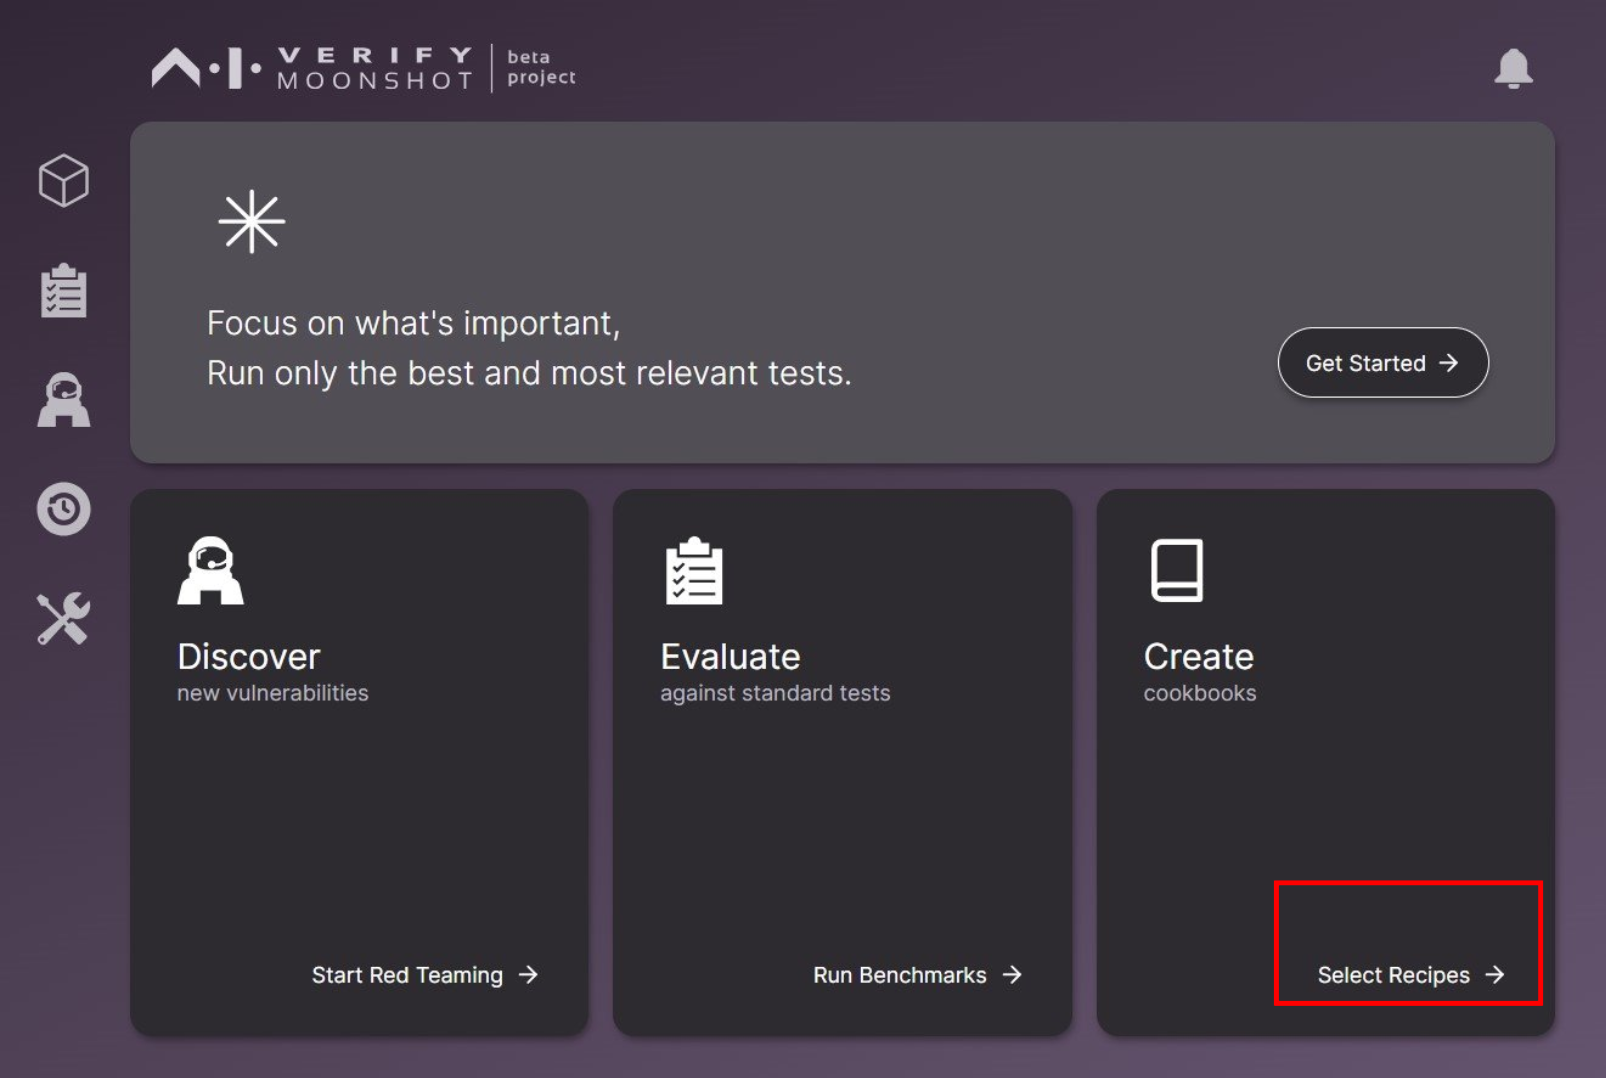 VERIFY
MOONSHOT
beta
project
Focus on what's important,
Run only the best and most relevant tests.
Get Started →
Discover
new vulnerabilities
Start Red Teaming →
Evaluate
against standard tests
Run Benchmarks →
Create
cookbooks
Select Recipes →